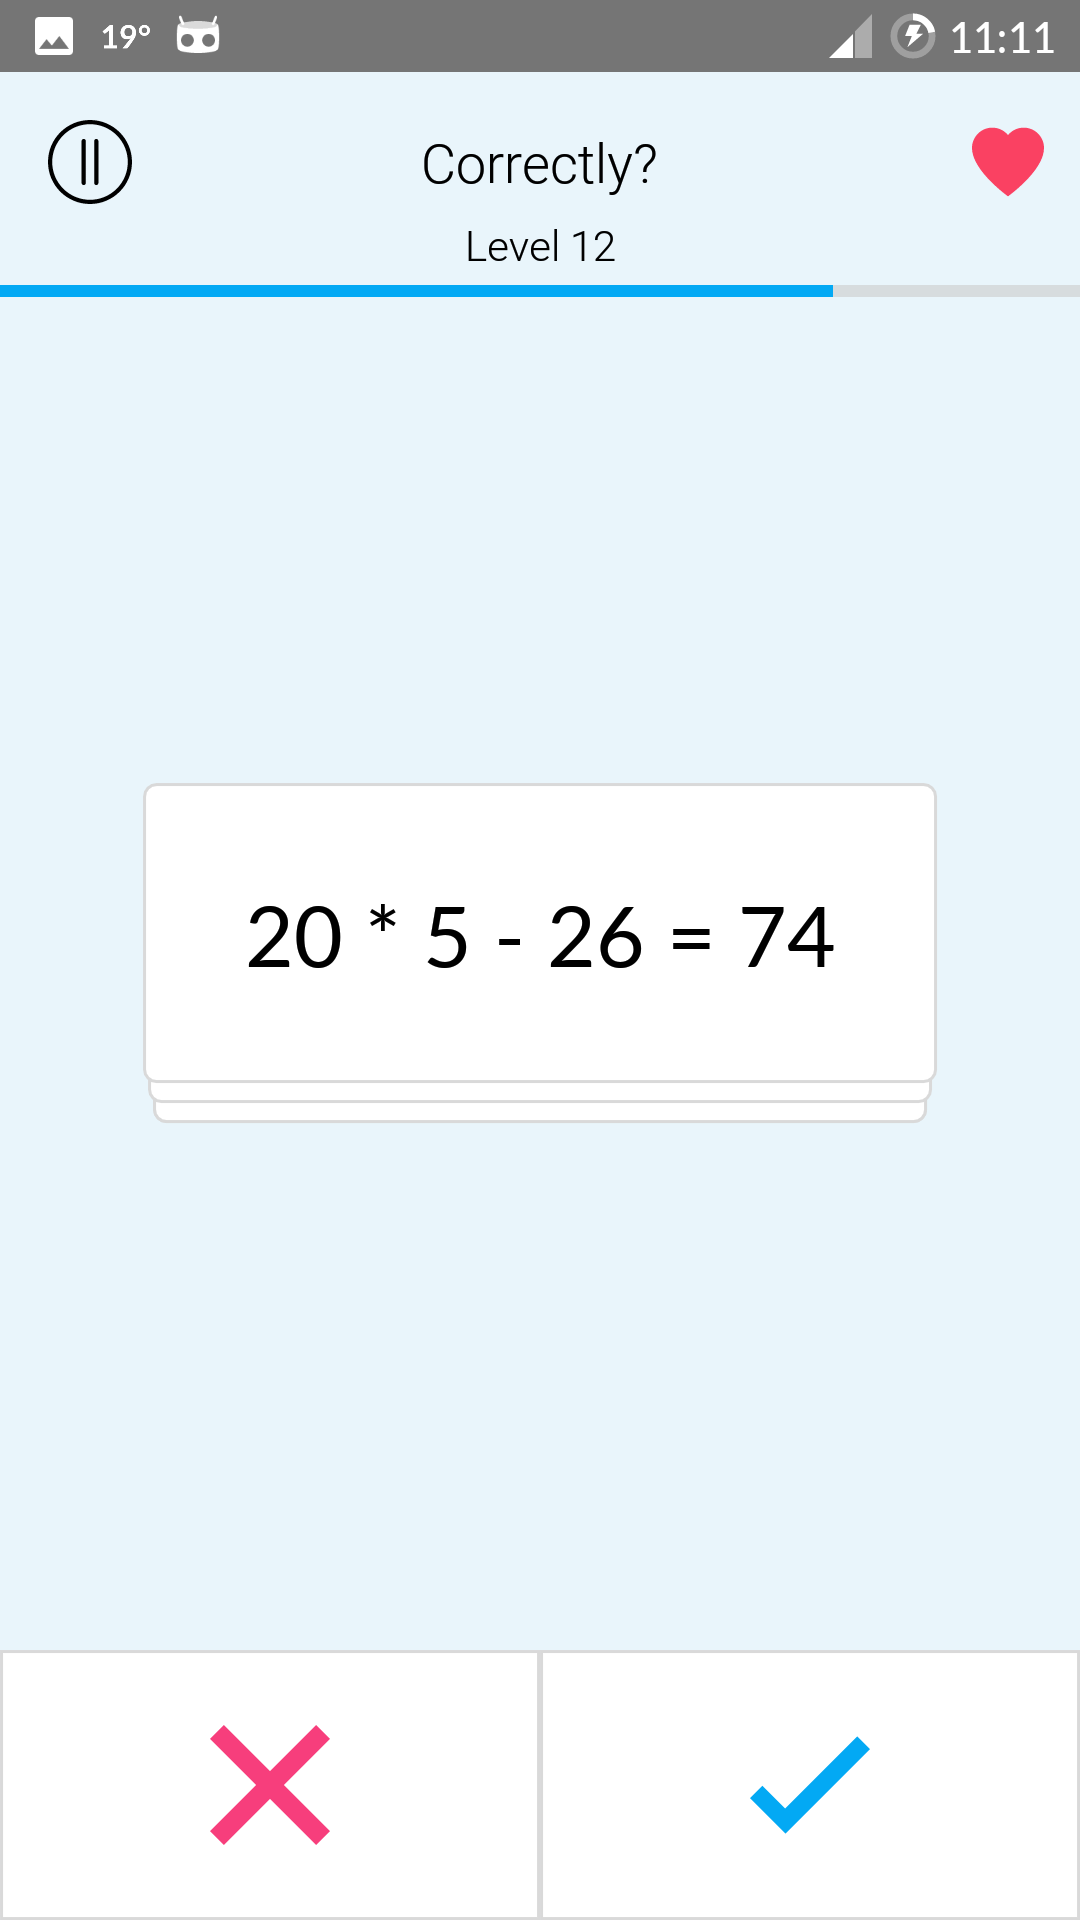 19° 11:11
Correctly?
Level 12
20 * 5 - 26 = 74